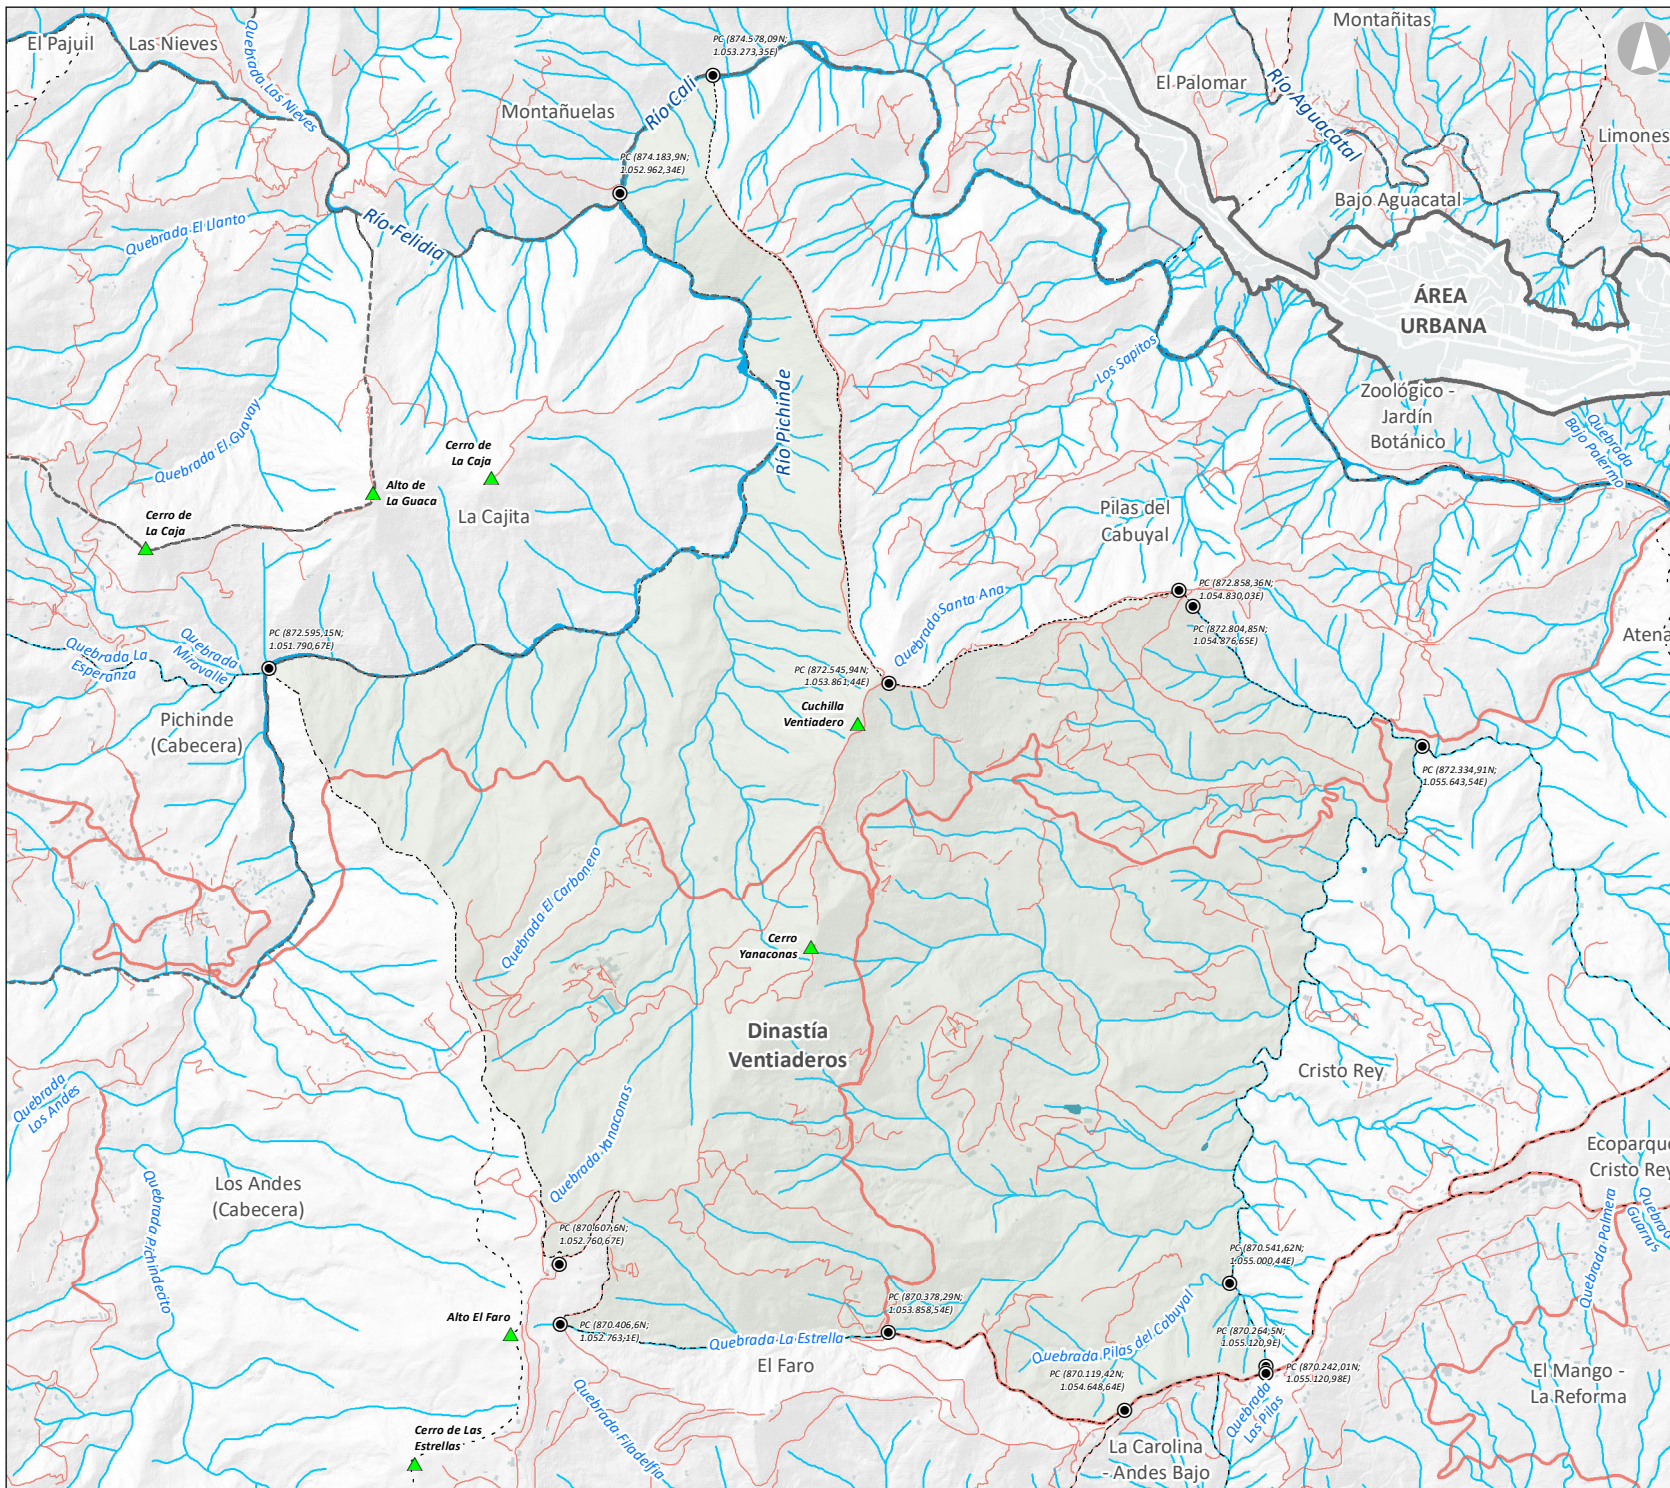 El Pajuil
Las Nieves
Quebrada Las Nieves
Montañuelas
Río Cali
PC (874.578,09N;
1.053.273,35E)
Montañitas
El Palomar
Río Aguacatal
Limones
Bajo Aguacatal
PC (874.183,9N;
1.052.962,34E)
Quebrada El Llanto
Río Felidia
ÁREA
URBANA
Los Sapitos
Río Pichinde
Zoológico -
Jardín
Botánico
Quebrada
Bajo Palermo
Quebrada El Guavay
Cerro de
La Caja
Alto de
La Guaca
La Cajita
Cerro de
La Caja
Pilas del
Cabuyal
PC (872.858,36N;
1.054.830,03E)
Quebrada Santa Ana
PC (872.804,85N;
1.054.876,65E)
Atena
PC (872.595,15N;
1.051.790,67E)
Quebrada
Miravalle
Quebrada La
Esperanza
PC (872.545,94N;
1.053.861,44E)
Cuchilla
Ventiadero
Pichinde
(Cabecera)
PC (872.334,91N;
1.055.643,54E)
Quebrada El Carbonero
Cerro
Yanaconas
Dinastía
Ventiaderos
Cristo Rey
Quebrada
Los Andes
Quebrada Yanaconas
Quebrada Pichindecito
Los Andes
(Cabecera)
Ecoparque
Cristo Rey
Quebrada Palmera
Quebrada
Guarrus
PC (870.607,6N;
1.052.760,67E)
PC (870.541,62N;
1.055.000,44E)
PC (870.378,29N;
1.053.858,54E)
Alto El Faro
PC (870.406,6N;
1.052.763,1E)
Quebrada La Estrella
El Faro
Quebrada Pilas del Cabuyal
PC (870.264,5N;
1.055.120,9E)
PC (870.242,01N;
1.055.120,98E)
PC (870.119,42N;
1.054.648,64E)
El Mango -
La Reforma
Quebrada Filadelfia
Quebrada
Las Pilas
Cerro de Las
Estrellas
La Carolina
- Andes Bajo